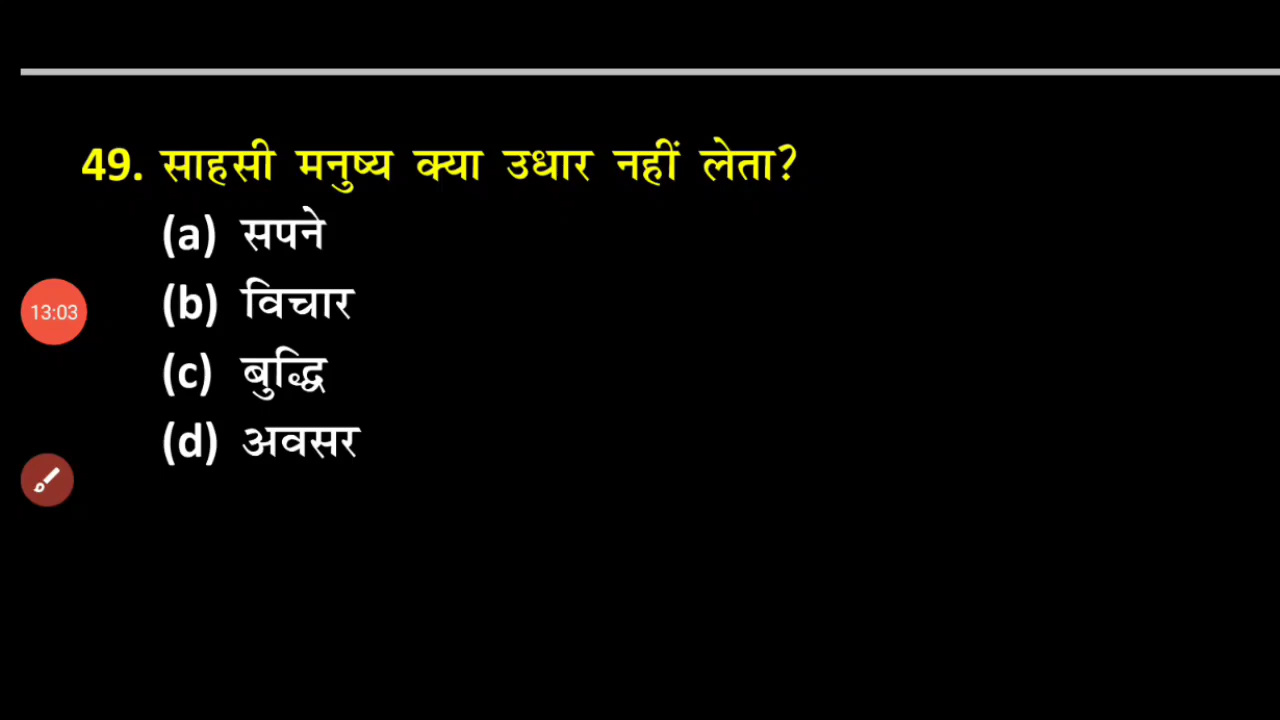 49. साहसी मनुष्य क्या उधार नहीं लेता?
(a) सपने
(b) विचार
(c) बुद्धि
(d) अवसर
13:03